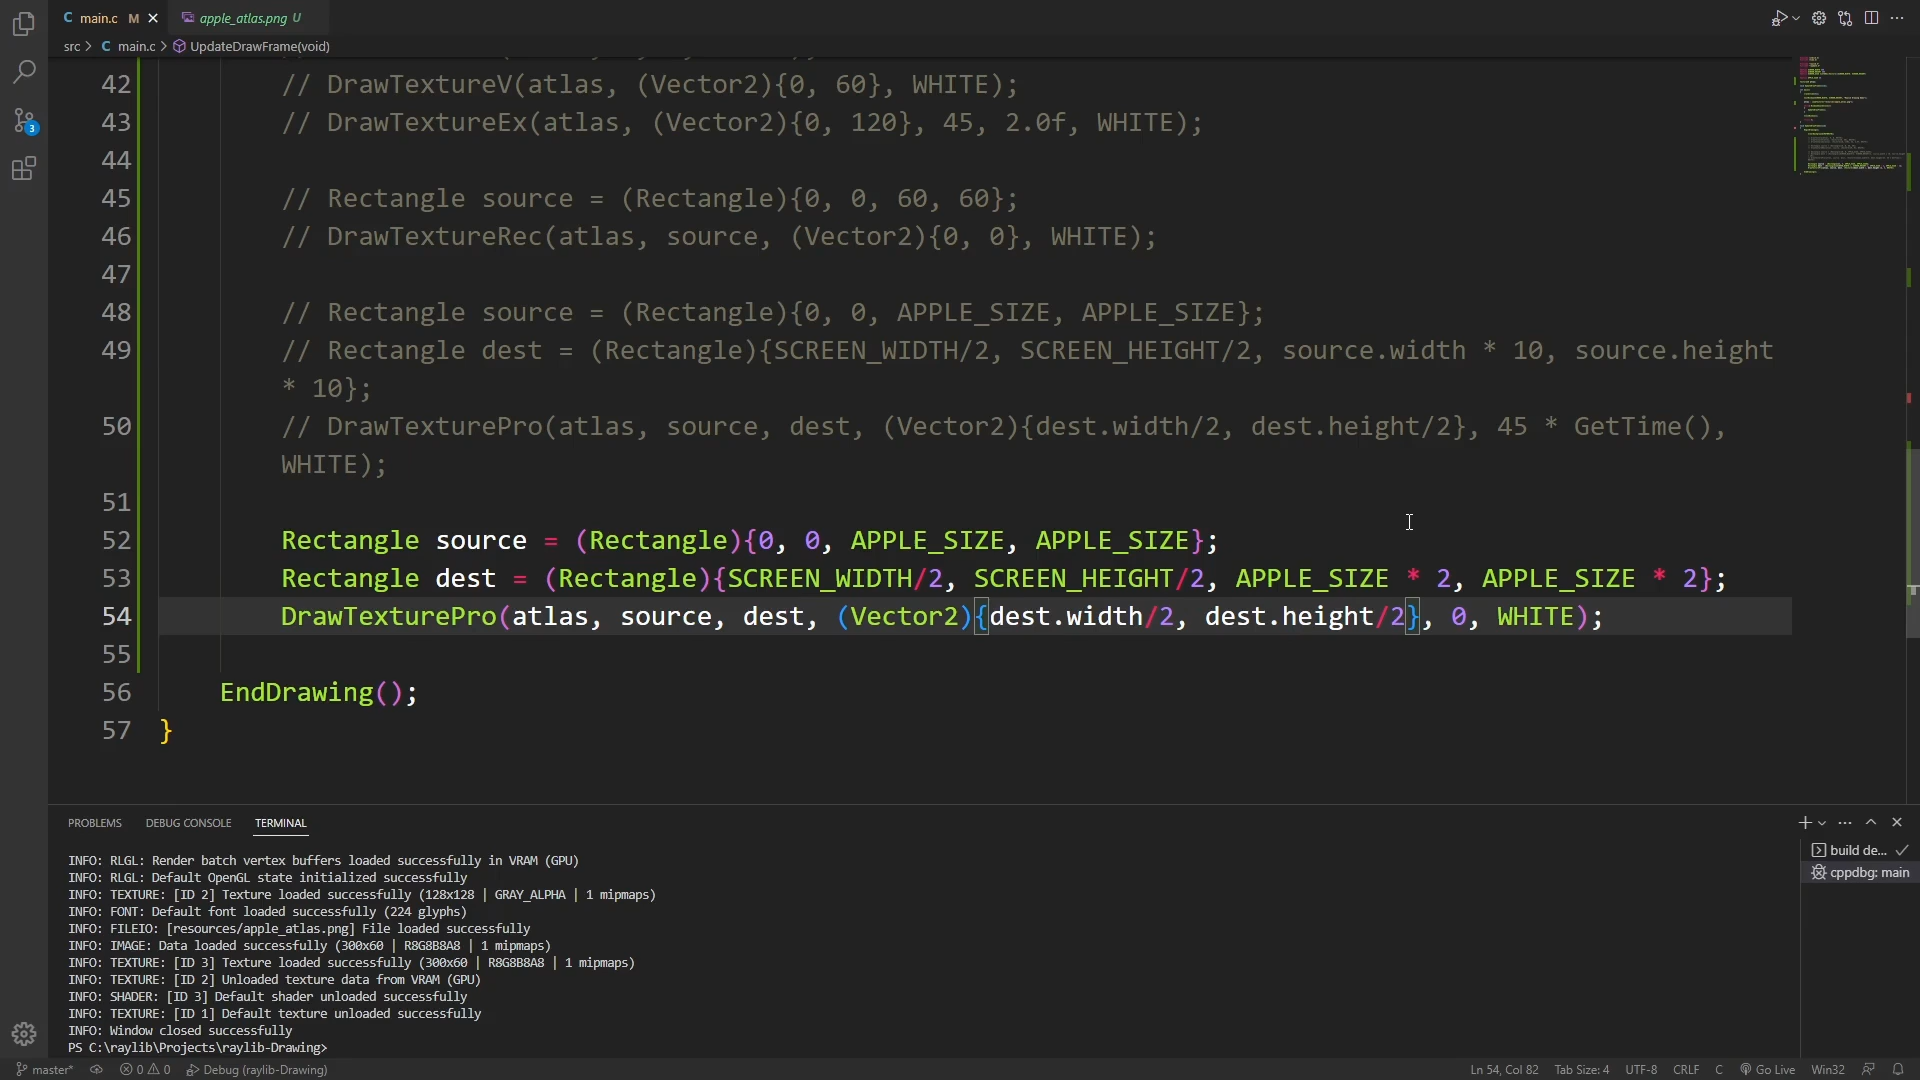 main.c M
apple_atlas.png U
src > C main.c > UpdateDrawFrame(void)
42 // DrawTextureV(atlas, (Vector2){0, 60}, WHITE);
43 // DrawTextureEx(atlas, (Vector2){0, 120}, 45, 2.0f, WHITE);
44
45 // Rectangle source = (Rectangle){0, 0, 60, 60};
46 // DrawTextureRec(atlas, source, (Vector2){0, 0}, WHITE);
47
48 // Rectangle source = (Rectangle){0, 0, APPLE_SIZE, APPLE_SIZE};
49 // Rectangle dest = (Rectangle){SCREEN_WIDTH/2, SCREEN_HEIGHT/2, source.width * 10, source.height
* 10};
50 // DrawTexturePro(atlas, source, dest, (Vector2){dest.width/2, dest.height/2}, 45 * GetTime(),
WHITE);
51
52 Rectangle source = (Rectangle){0, 0, APPLE_SIZE, APPLE_SIZE};
53 Rectangle dest = (Rectangle){SCREEN_WIDTH/2, SCREEN_HEIGHT/2, APPLE_SIZE * 2, APPLE_SIZE * 2};
54 DrawTexturePro(atlas, source, dest, (Vector2){dest.width/2, dest.height/2}, 0, WHITE);
55
56 EndDrawing();
57 }
PROBLEMS DEBUG CONSOLE TERMINAL
INFO: RLGL: Render batch vertex buffers loaded successfully in VRAM (GPU)
INFO: RLGL: Default OpenGL state initialized successfully
INFO: TEXTURE: [ID 2] Texture loaded successfully (128x128 | GRAY_ALPHA | 1 mipmaps)
INFO: FONT: Default font loaded successfully (224 glyphs)
INFO: FILEIO: [resources/apple_atlas.png] File loaded successfully
INFO: IMAGE: Data loaded successfully (300x60 | R8G8B8A8 | 1 mipmaps)
INFO: TEXTURE: [ID 3] Texture loaded successfully (300x60 | R8G8B8A8 | 1 mipmaps)
INFO: TEXTURE: [ID 2] Unloaded texture data from VRAM (GPU)
INFO: SHADER: [ID 3] Default shader unloaded successfully
INFO: TEXTURE: [ID 1] Default texture unloaded successfully
INFO: Window closed successfully
PS C:\raylib\Projects\raylib-Drawing>
build de...
cppdbg: main
3
master* 0 0 Debug (raylib-Drawing)
Ln 54, Col 82 Tab Size: 4 UTF-8 CRLF C Go Live Win32